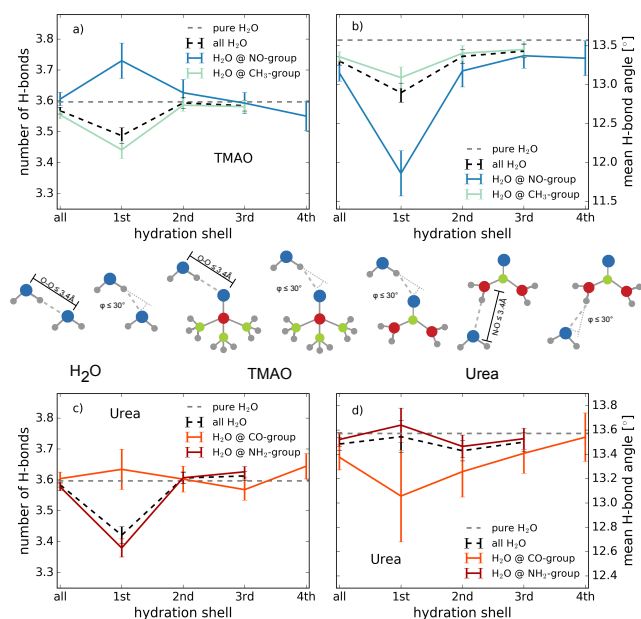 a)
pure H₂O
all H₂O
H₂O @ NO-group
H₂O @ CH₃-group
TMAO
number of H-bonds
3.8
3.7
3.6
3.5
3.4
3.3
all
1st
2nd
3rd
4th
hydration shell
b)
pure H₂O
all H₂O
H₂O @ NO-group
H₂O @ CH₃-group
13.5
13.0
12.5
12.0
11.5
mean H-bond angle [°]
all
1st
2nd
3rd
4th
hydration shell
O-O ≤ 3.4Å
φ ≤ 30°
O-O ≤ 3.4Å
φ ≤ 30°
φ ≤ 30°
N-O ≤ 3.4Å
φ ≤ 30°
H₂O
TMAO
Urea
c)
Urea
pure H₂O
all H₂O
H₂O @ CO-group
H₂O @ NH₂-group
number of H-bonds
3.8
3.7
3.6
3.5
3.4
3.3
all
1st
2nd
3rd
4th
hydration shell
d)
Urea
pure H₂O
all H₂O
H₂O @ CO-group
H₂O @ NH₂-group
13.8
13.6
13.4
13.2
13.0
12.8
12.6
12.4
mean H-bond angle [°]
all
1st
2nd
3rd
4th
hydration shell